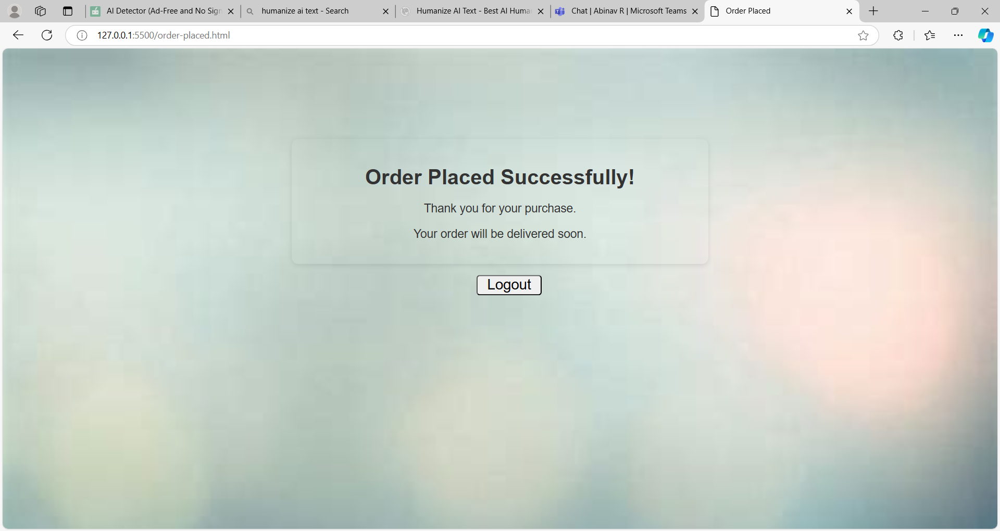 AI Detector (Ad-Free and No Sign
humanize ai text - Search
Humanize AI Text - Best AI Huma
Chat | Abinav R | Microsoft Teams
Order Placed
127.0.0.1:5500/order-placed.html
Order Placed Successfully!
Thank you for your purchase.
Your order will be delivered soon.
Logout